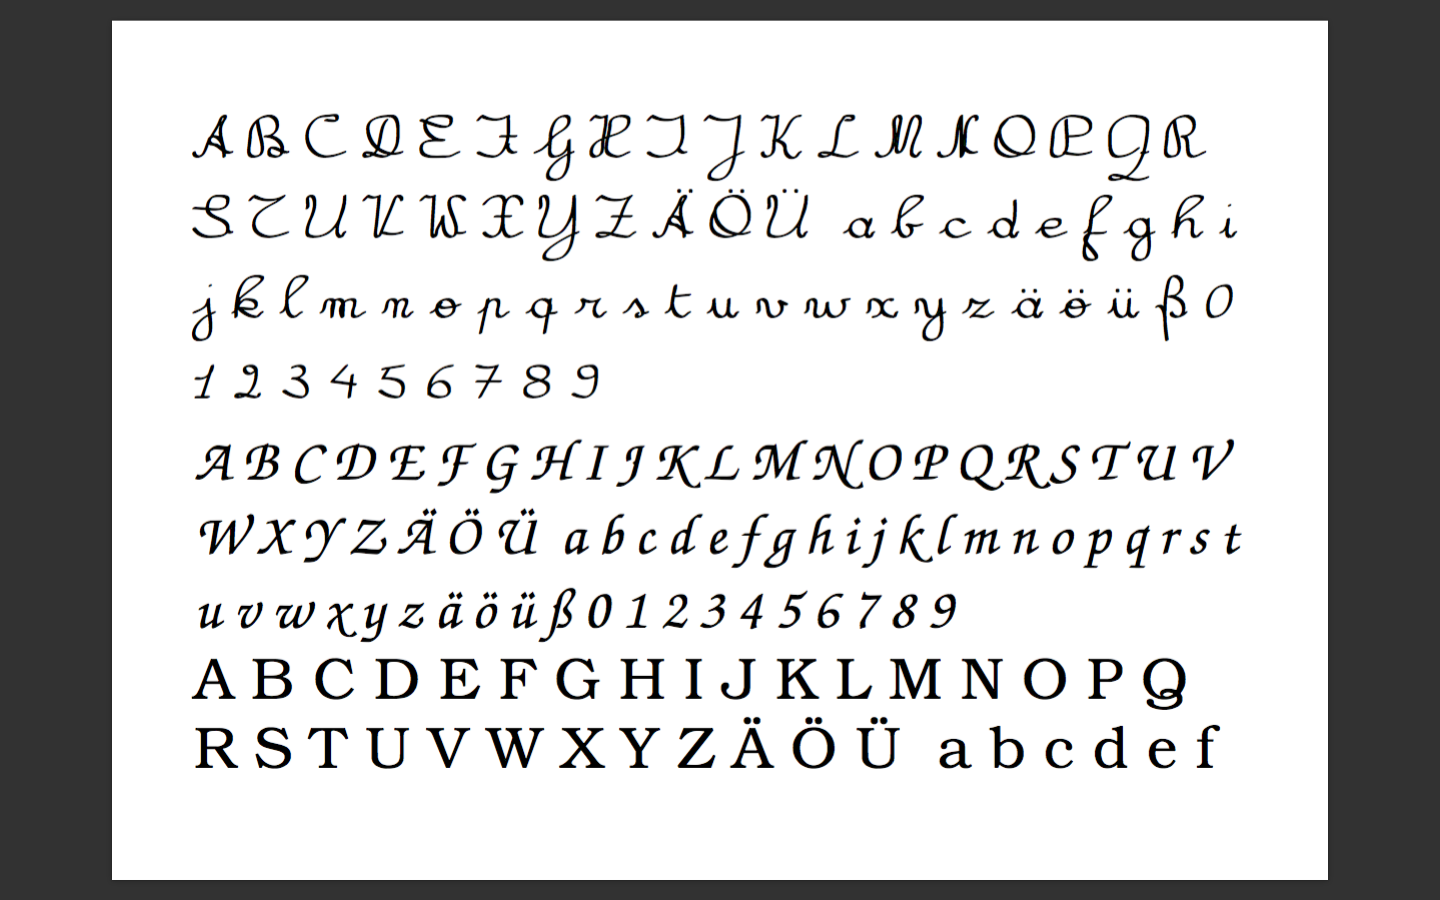 A B C D E F G H I J K L M N O P Q R
S T U V W X Y Z Ä Ö Ü a b c d e f g h i
j k l m n o p q r s t u v w x y z ä ö ü ß 0
1 2 3 4 5 6 7 8 9
A B C D E F G H I J K L M N O P Q R S T U V
W X Y Z Ä Ö Ü a b c d e f g h i j k l m n o p q r s t
u v w x y z ä ö ü ß 0 1 2 3 4 5 6 7 8 9
A B C D E F G H I J K L M N O P Q
R S T U V W X Y Z Ä Ö Ü a b c d e f